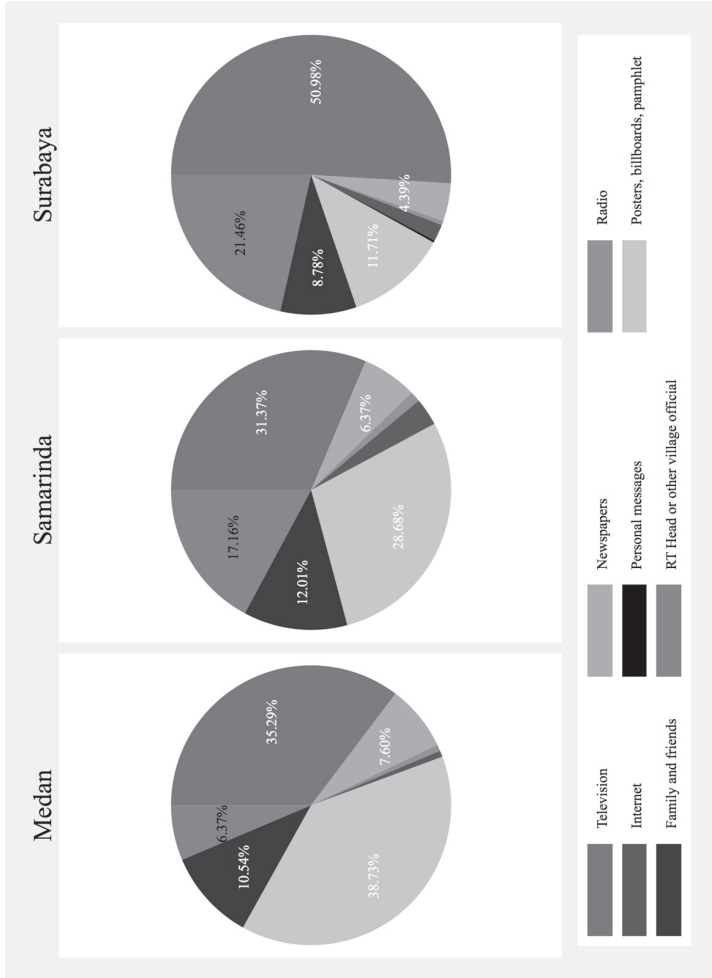 Medan
Samarinda
Surabaya
35.29%
7.60%
38.73%
10.54%
6.37%
31.37%
6.37%
28.68%
12.01%
17.16%
50.98%
4.39%
11.71%
8.78%
21.46%
Television
Newspapers
Radio
Internet
Personal messages
Posters, billboards, pamphlet
Family and friends
RT Head or other village official